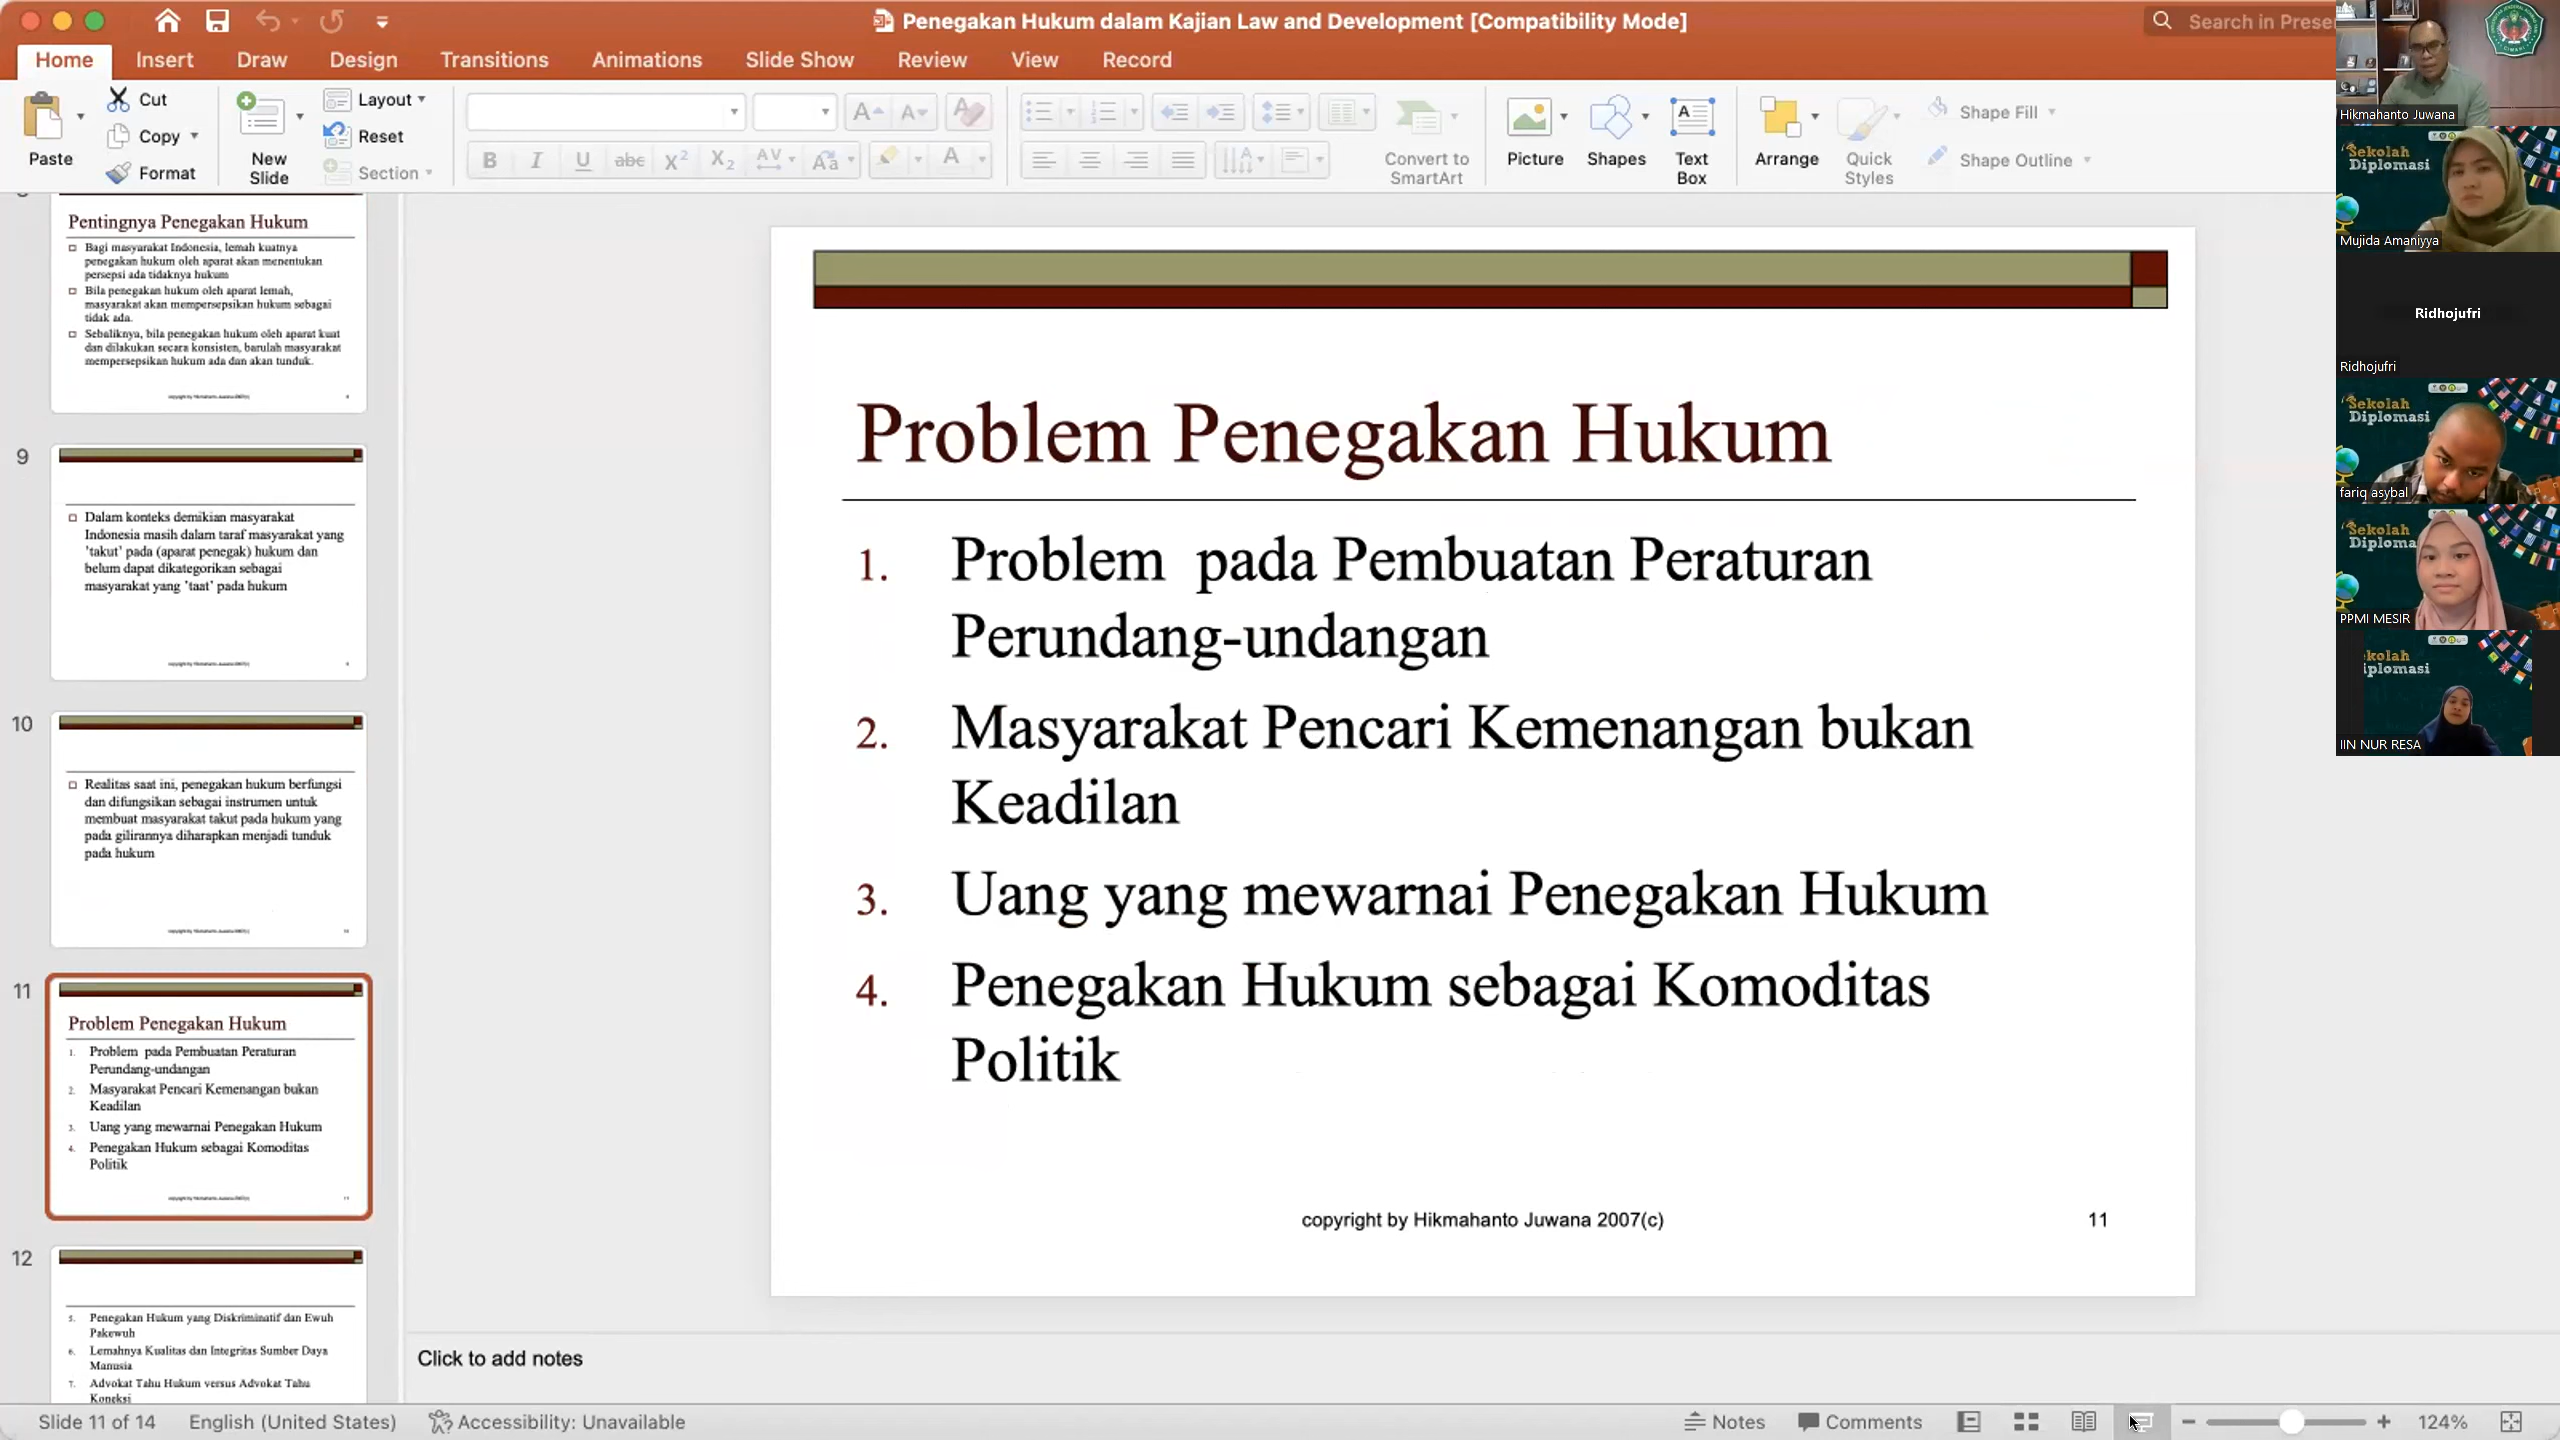 Penegakan Hukum dalam Kajian Law and Development [Compatibility Mode]
Search in Prese
Home Insert Draw Design Transitions Animations Slide Show Review View Record
Paste
Cut
Copy
Format
New
Slide
Layout
Reset
Section
Convert to
SmartArt
Picture
Shapes
Text
Box
Arrange
Quick
Styles
Shape Fill
Shape Outline
Pentingnya Penegakan Hukum
Bagi masyarakat Indonesia, lemah kuatnya
penegakan hukum oleh aparat akan menentukan
persepsi ada tidaknya hukum
Bila penegakan hukum oleh aparat lemah,
masyarakat akan mempersepsikan hukum sebagai
tidak ada.
Sebaliknya, bila penegakan hukum oleh aparat kuat
dan dilakukan secara konsisten, barulah masyarakat
mempersepsikan hukum ada dan akan tunduk.
9
Dalam konteks demikian masyarakat
Indonesia masih dalam taraf masyarakat yang
'takut' pada (aparat penegak) hukum dan
belum dapat dikategorikan sebagai
masyarakat yang 'taat' pada hukum
10
Realitas saat ini, penegakan hukum berfungsi
dan difungsikan sebagai instrumen untuk
membuat masyarakat takut pada hukum yang
pada gilirannya diharapkan menjadi tunduk
pada hukum
11
Problem Penegakan Hukum
1. Problem pada Pembuatan Peraturan
Perundang-undangan
2. Masyarakat Pencari Kemenangan bukan
Keadilan
3. Uang yang mewarnai Penegakan Hukum
4. Penegakan Hukum sebagai Komoditas
Politik
12
5. Penegakan Hukum yang Diskriminatif dan Ewuh
Pakewuh
6. Lemahnya Kualitas dan Integritas Sumber Daya
Manusia
7. Advokat Tahu Hukum versus Advokat Tahu
Koneksi
Problem Penegakan Hukum
1. Problem  pada Pembuatan Peraturan
Perundang-undangan
2. Masyarakat Pencari Kemenangan bukan
Keadilan
3. Uang yang mewarnai Penegakan Hukum
4. Penegakan Hukum sebagai Komoditas
Politik
copyright by Hikmahanto Juwana 2007(c)
11
Click to add notes
Slide 11 of 14 English (United States) Accessibility: Unavailable
Notes Comments 124%
Hikmahanto Juwana
Sekolah
Diplomasi
Mujida Amaniyya
Ridhojufri
Ridhojufri
Sekolah
Diplomasi
fariq asybal
Sekolah
Diploma
PPMI MESIR
kolah
iplomasi
IIN NUR RESA